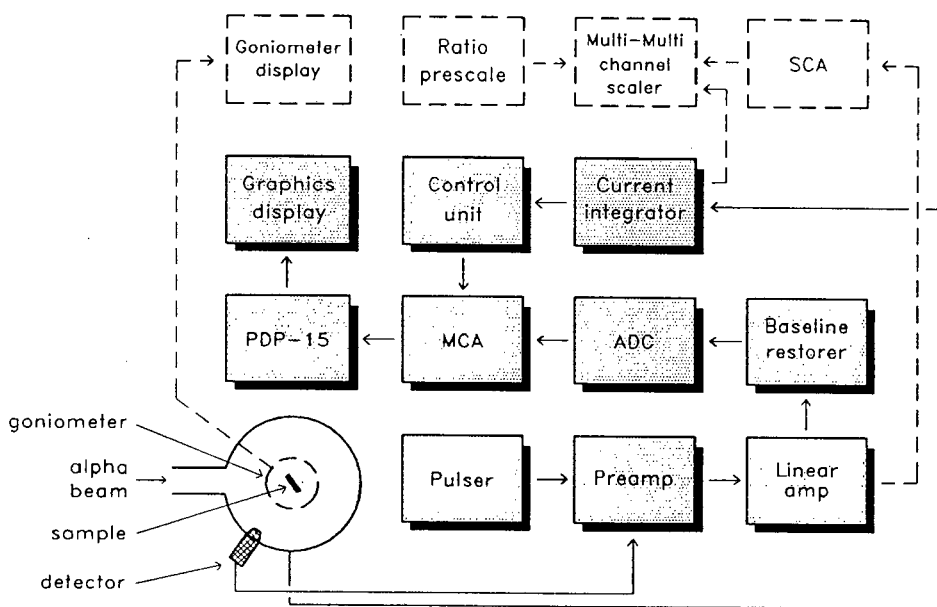 Goniometer
display
Ratio
prescale
Multi-Multi
channel
scaler
SCA
Graphics
display
Control
unit
Current
integrator
PDP-15
MCA
ADC
Baseline
restorer
goniometer
alpha
beam
sample
detector
Pulser
Preamp
Linear
amp